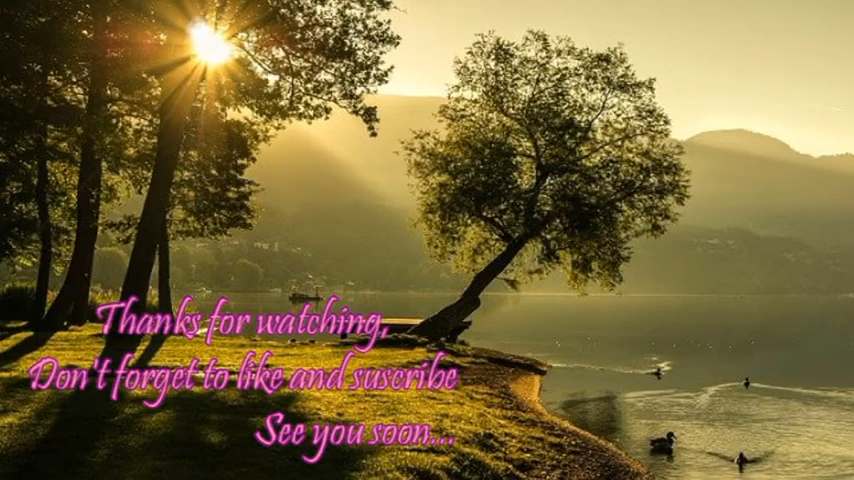 Thanks for watching,
Don't forget to like and suscribe
See you soon...